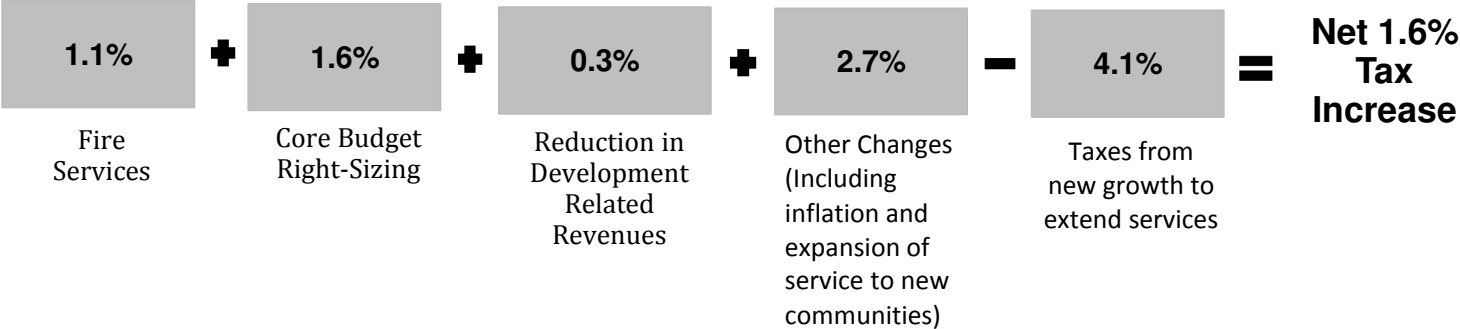 1.1%
+
1.6%
+
0.3%
+
2.7%
−
4.1%
=
Net 1.6%
Tax
Increase
Fire
Services
Core Budget
Right-Sizing
Reduction in
Development
Related
Revenues
Other Changes
(Including
inflation and
expansion of
service to new
communities)
Taxes from
new growth to
extend services